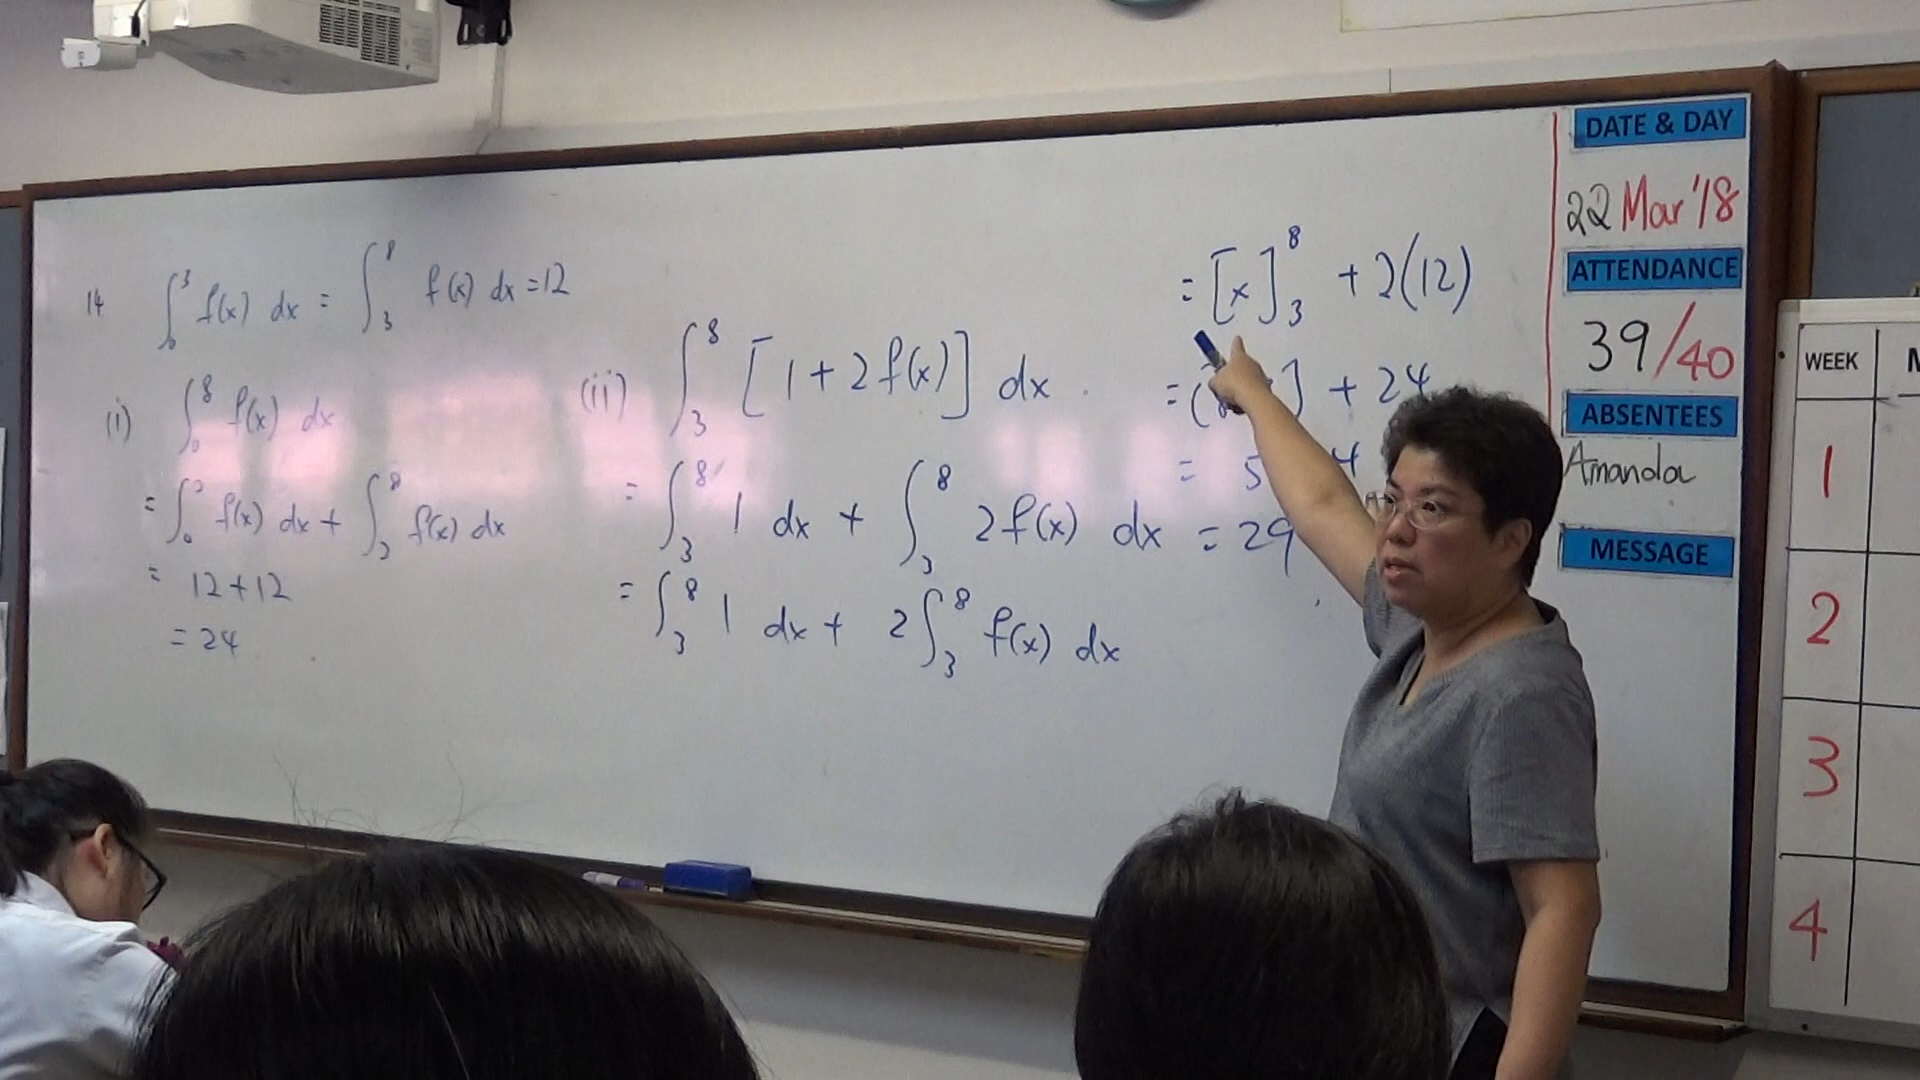 14 ∫₀³ f(x) dx = ∫₃⁸ f(x) dx = 12
(i) ∫₀⁸ f(x) dx
= ∫₀³ f(x) dx + ∫₃⁸ f(x) dx
= 12+12
= 24
(ii) ∫₃⁸ [1 + 2f(x)] dx
= ∫₃⁸ 1 dx + ∫₃⁸ 2f(x) dx
= ∫₃⁸ 1 dx + 2∫₃⁸ f(x) dx
= [x]₃⁸ + 2(12)
+ 24
= 5
= 29
DATE & DAY
22 Mar '18
ATTENDANCE
39/40
ABSENTEES
Amanda
MESSAGE
WEEK
1
2
3
4